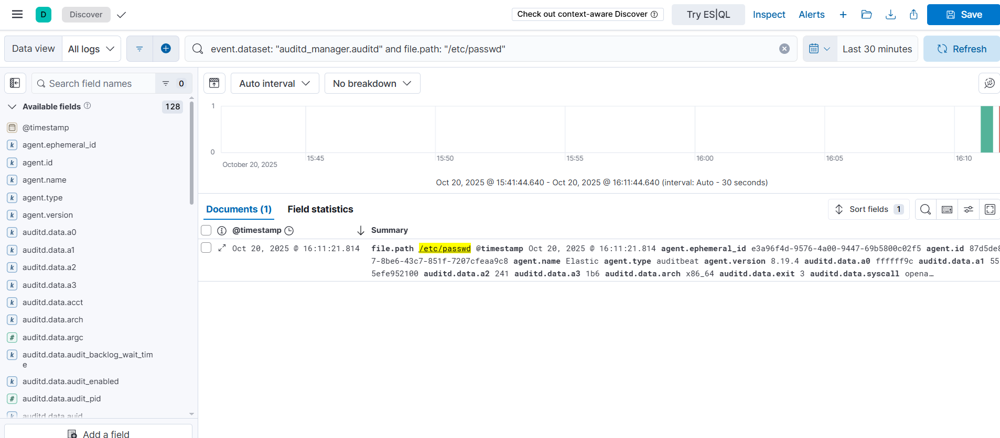 D
Discover
Check out context-aware Discover
Try ES|QL
Inspect
Alerts
Save
Data view
All logs
event.dataset: "auditd_manager.auditd" and file.path: "/etc/passwd"
Last 30 minutes
Refresh
Search field names
0
Auto interval
No breakdown
Available fields
128
@timestamp
agent.ephemeral_id
agent.id
agent.name
agent.type
agent.version
auditd.data.a0
auditd.data.a1
auditd.data.a2
auditd.data.a3
auditd.data.acct
auditd.data.arch
auditd.data.argc
auditd.data.audit_backlog_wait_tim
e
auditd.data.audit_enabled
auditd.data.audit_pid
auditd.data.auid
Add a field
1
0
15:45
15:50
15:55
16:00
16:05
16:10
October 20, 2025
Oct 20, 2025 @ 15:41:44.640 - Oct 20, 2025 @ 16:11:44.640 (interval: Auto - 30 seconds)
Documents (1)
Field statistics
Sort fields 1
@timestamp
Summary
Oct 20, 2025 @ 16:11:21.814
file.path /etc/passwd @timestamp Oct 20, 2025 @ 16:11:21.814 agent.ephemeral_id e3a96f4d-9576-4a00-9447-69b5800c02f5 agent.id 87d5de8
7-8be6-43c7-851f-7207cfeaa9c8 agent.name Elastic agent.type auditbeat agent.version 8.19.4 auditd.data.a0 ffffff9c auditd.data.a1 55
5efe952100 auditd.data.a2 241 auditd.data.a3 1b6 auditd.data.arch x86_64 auditd.data.exit 3 auditd.data.syscall opena…